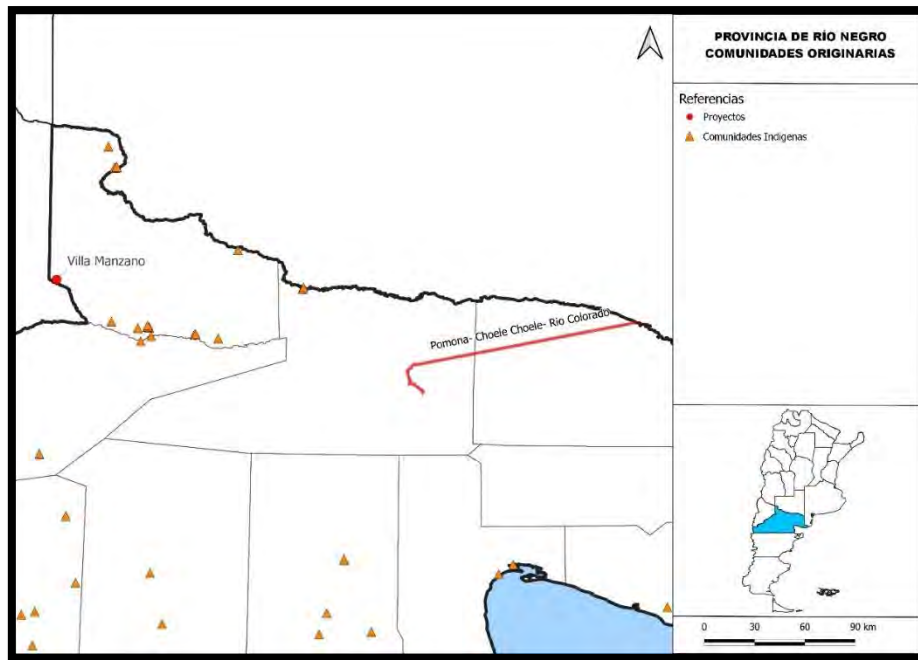 PROVINCIA DE RÍO NEGRO
COMUNIDADES ORIGINARIAS
Referencias
Proyectos
Comunidades Indigenas
Villa Manzano
Pomona- Choele Choele- Rio Colorado
0 30 60 90 km